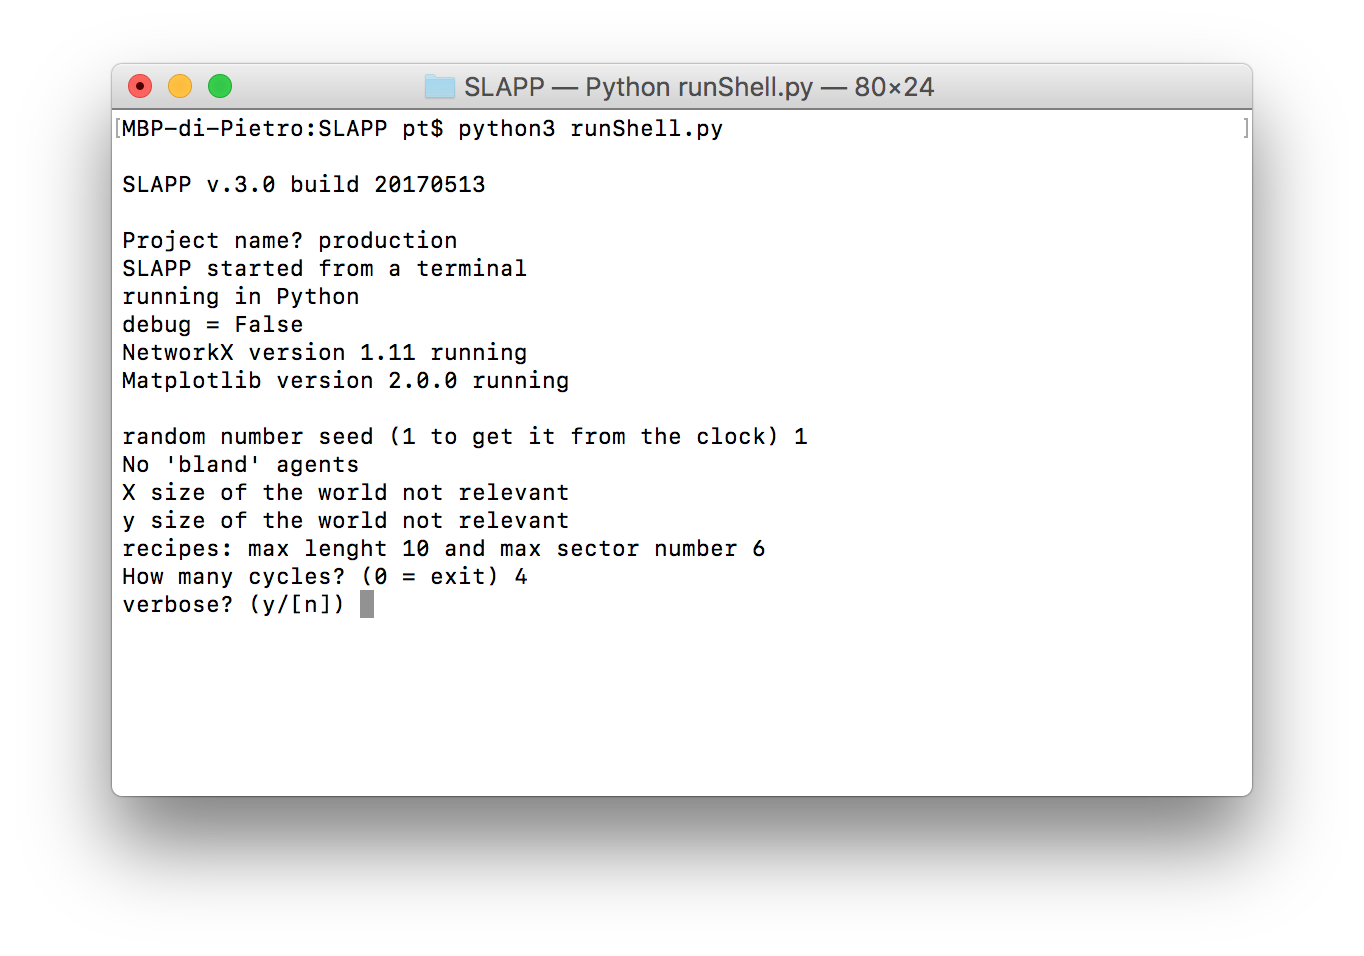 SLAPP — Python runShell.py — 80×24
[MBP-di-Pietro:SLAPP pt$ python3 runShell.py ]
SLAPP v.3.0 build 20170513
Project name? production
SLAPP started from a terminal
running in Python
debug = False
NetworkX version 1.11 running
Matplotlib version 2.0.0 running
random number seed (1 to get it from the clock) 1
No 'bland' agents
X size of the world not relevant
y size of the world not relevant
recipes: max lenght 10 and max sector number 6
How many cycles? (0 = exit) 4
verbose? (y/[n])